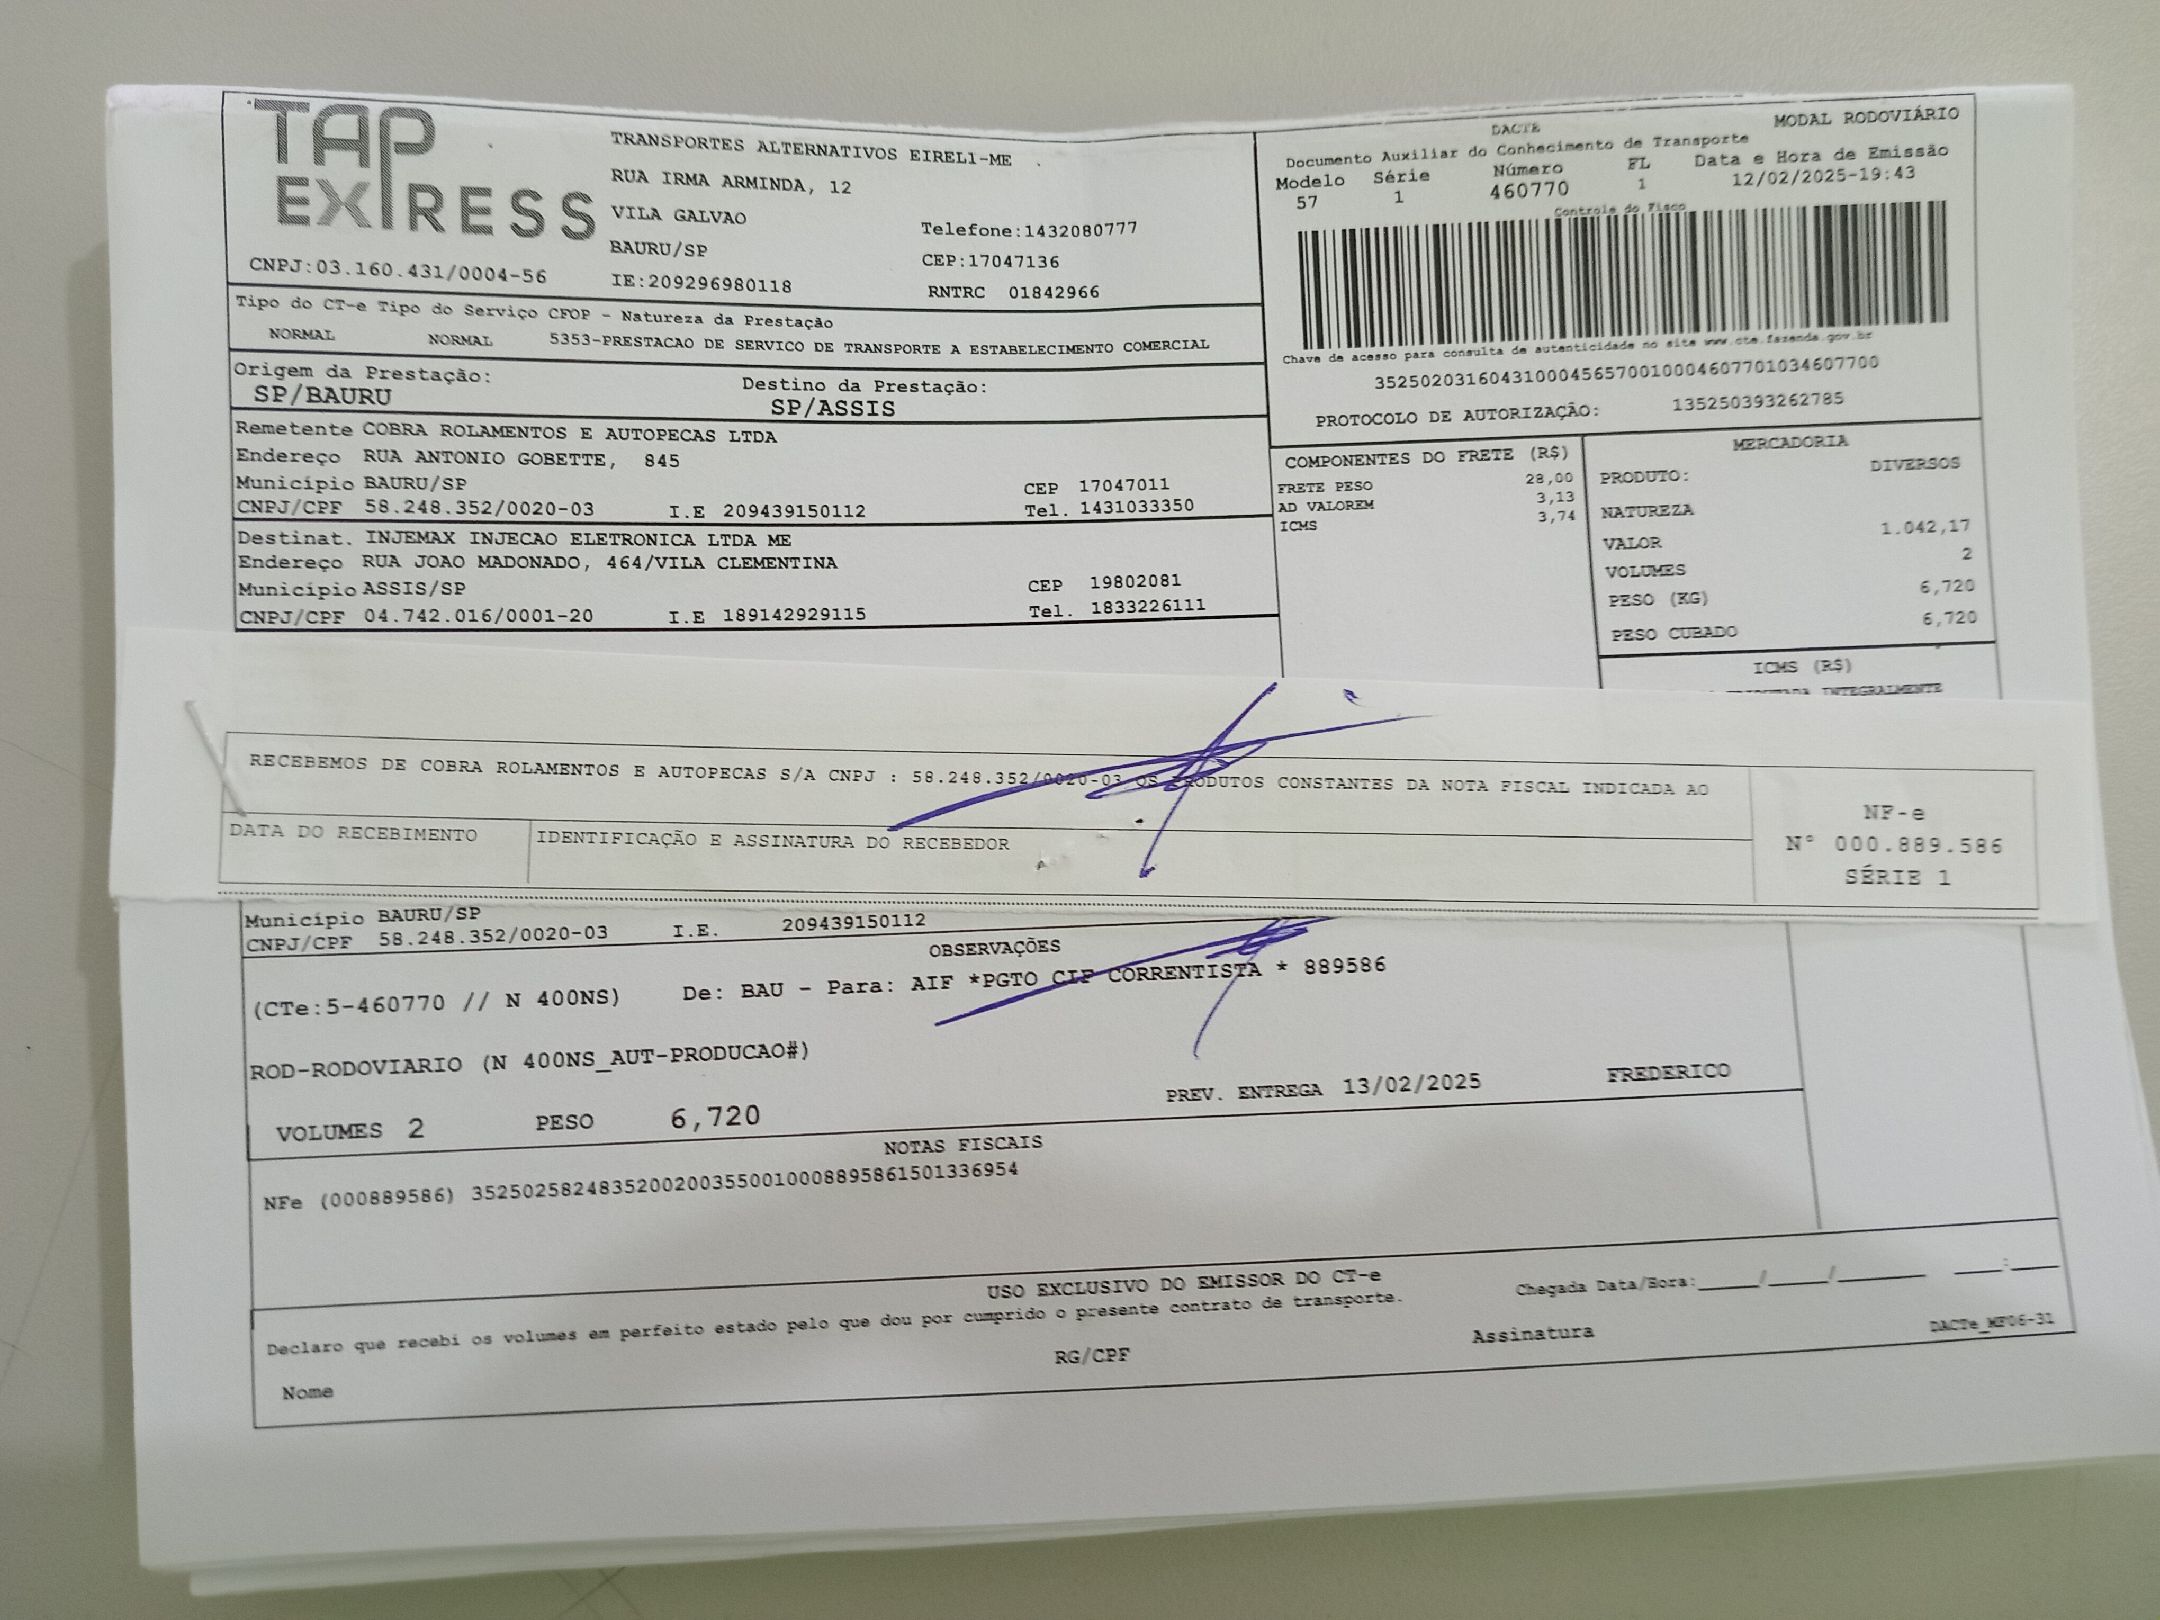 TAP
EXPRESS
CNPJ:03.160.431/0004-56
TRANSPORTES ALTERNATIVOS EIREL1-ME
RUA IRMA ARMINDA, 12
VILA GALVAO
BAURU/SP
IE:209296980118
Telefone:1432080777
CEP:17047136
RNTRC 01842966
DACTE
MODAL RODOVIÁRIO
Documento Auxiliar do Conhecimento de Transporte
Modelo Série Número FL Data e Hora de Emissão
57 1 460770 1 12/02/2025-19:43
Controle do Fisco
Chave de acesso para consulta de autenticidade no site www.cte.fazenda.gov.br
35250203160431000456570010004607701034607700
PROTOCOLO DE AUTORIZAÇÃO: 135250393262785
Tipo do CT-e Tipo do Serviço CFOP - Natureza da Prestação
NORMAL NORMAL 5353-PRESTACAO DE SERVICO DE TRANSPORTE A ESTABELECIMENTO COMERCIAL
Origem da Prestação: Destino da Prestação:
SP/BAURU SP/ASSIS
Remetente COBRA ROLAMENTOS E AUTOPECAS LTDA
Endereço RUA ANTONIO GOBETTE, 845
Município BAURU/SP CEP 17047011
CNPJ/CPF 58.248.352/0020-03 I.E 209439150112 Tel. 1431033350
Destinat. INJEMAX INJECAO ELETRONICA LTDA ME
Endereço RUA JOAO MADONADO, 464/VILA CLEMENTINA
Município ASSIS/SP CEP 19802081
CNPJ/CPF 04.742.016/0001-20 I.E 189142929115 Tel. 1833226111
COMPONENTES DO FRETE (R$)
FRETE PESO 28,00
AD VALOREM 3,13
ICMS 3,74
MERCADORIA
PRODUTO: DIVERSOS
NATUREZA
VALOR 1.042,17
VOLUMES 2
PESO (KG) 6,720
PESO CUBADO 6,720
ICMS (R$)
INTEGRALMENTE
RECEBEMOS DE COBRA ROLAMENTOS E AUTOPECAS S/A CNPJ : 58.248.352/0020-03 OS PRODUTOS CONSTANTES DA NOTA FISCAL INDICADA AO
DATA DO RECEBIMENTO IDENTIFICAÇÃO E ASSINATURA DO RECEBEDOR
NF-e
N° 000.889.586
SÉRIE 1
Município BAURU/SP
CNPJ/CPF 58.248.352/0020-03 I.E. 209439150112
OBSERVAÇÕES
(CTe:5-460770 // N 400NS) De: BAU - Para: AIF *PGTO CIF CORRENTISTA * 889586
ROD-RODOVIARIO (N 400NS_AUT-PRODUCAO#)
PREV. ENTREGA 13/02/2025 FREDERICO
VOLUMES 2 PESO 6,720
NOTAS FISCAIS
NFe (000889586) 35250258248352002003550010008895861501336954
USO EXCLUSIVO DO EMISSOR DO CT-e
Declaro que recebi os volumes em perfeito estado pelo que dou por cumprido o presente contrato de transporte.
Chegada Data/Hora:_____/_____/________ ____:____
Nome RG/CPF Assinatura
DACTe_MF06-31